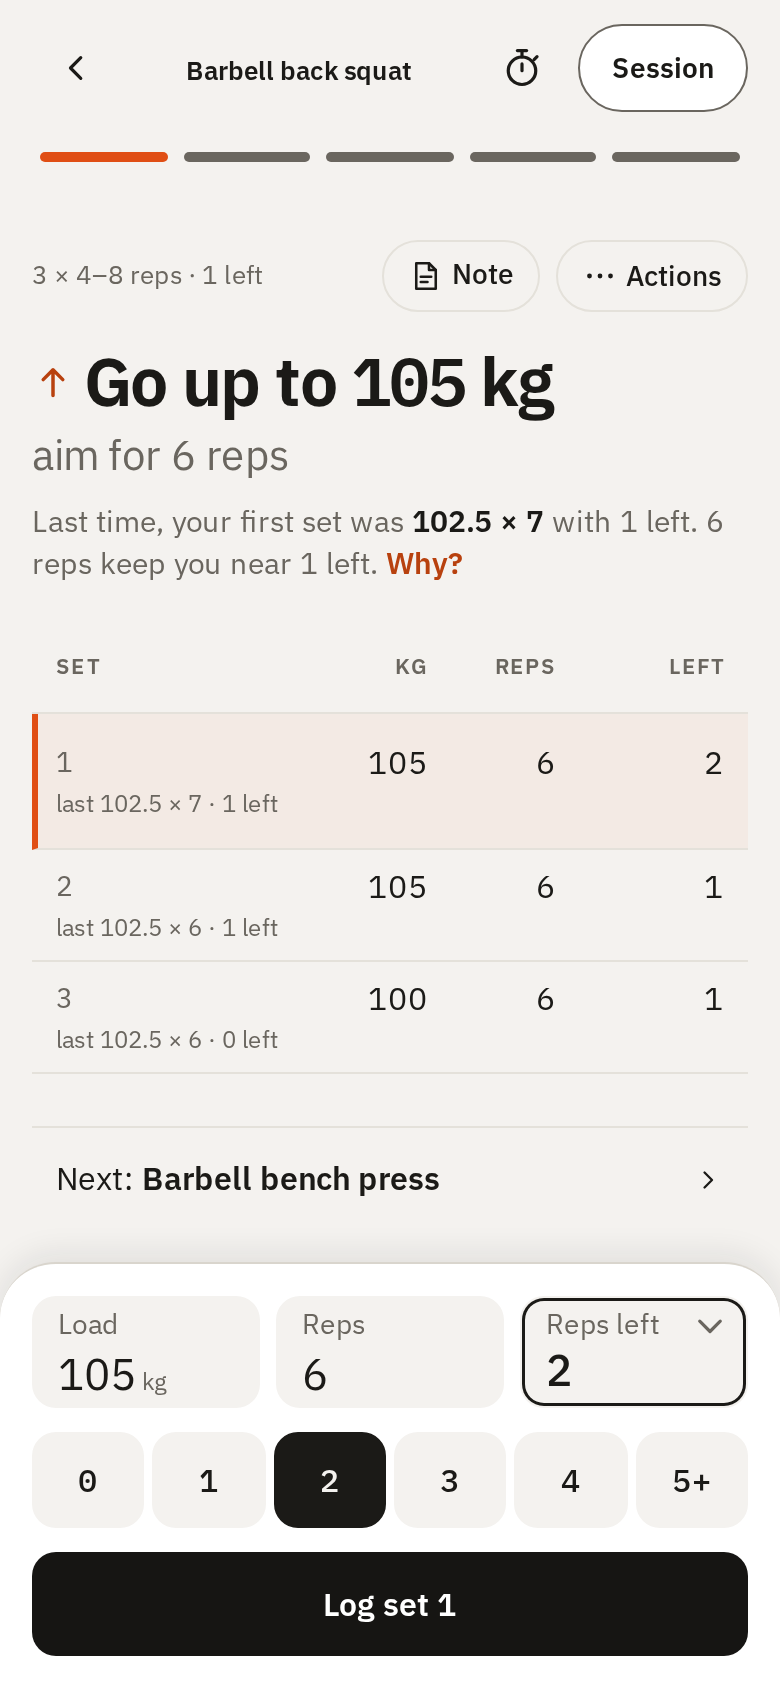 Barbell back squat
Session
3 × 4–8 reps · 1 left
Note
Actions
↑ Go up to 105 kg
aim for 6 reps
Last time, your first set was 102.5 × 7 with 1 left. 6
reps keep you near 1 left. Why?
SET KG REPS LEFT
1 105 6 2
last 102.5 × 7 · 1 left
2 105 6 1
last 102.5 × 6 · 1 left
3 100 6 1
last 102.5 × 6 · 0 left
Next: Barbell bench press
Load Reps Reps left
105 kg 6 2
0 1 2 3 4 5+
Log set 1